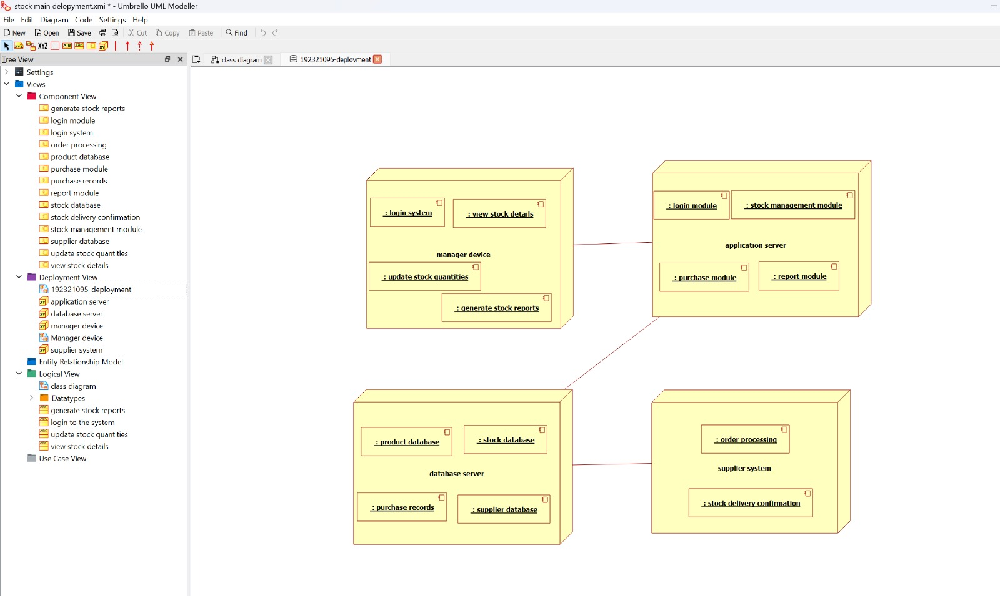 stock main delopyment.xmi * - Umbrello UML Modeller
File Edit Diagram Code Settings Help
New Open Save Cut Copy Paste Find
XYZ XYZ A:B ABC XY
Tree View
class diagram 192321095-deployment
Settings
Views
Component View
generate stock reports
login module
login system
order processing
product database
purchase module
purchase records
report module
stock database
stock delivery confirmation
stock management module
supplier database
update stock quantities
view stock details
Deployment View
192321095-deployment
application server
database server
manager device
Manager device
supplier system
Entity Relationship Model
Logical View
class diagram
Datatypes
generate stock reports
login to the system
update stock quantities
view stock details
Use Case View
: login system
: view stock details
manager device
: update stock quantities
: generate stock reports
: login module
: stock management module
application server
: purchase module
: report module
: product database
: stock database
database server
: purchase records
: supplier database
: order processing
supplier system
: stock delivery confirmation